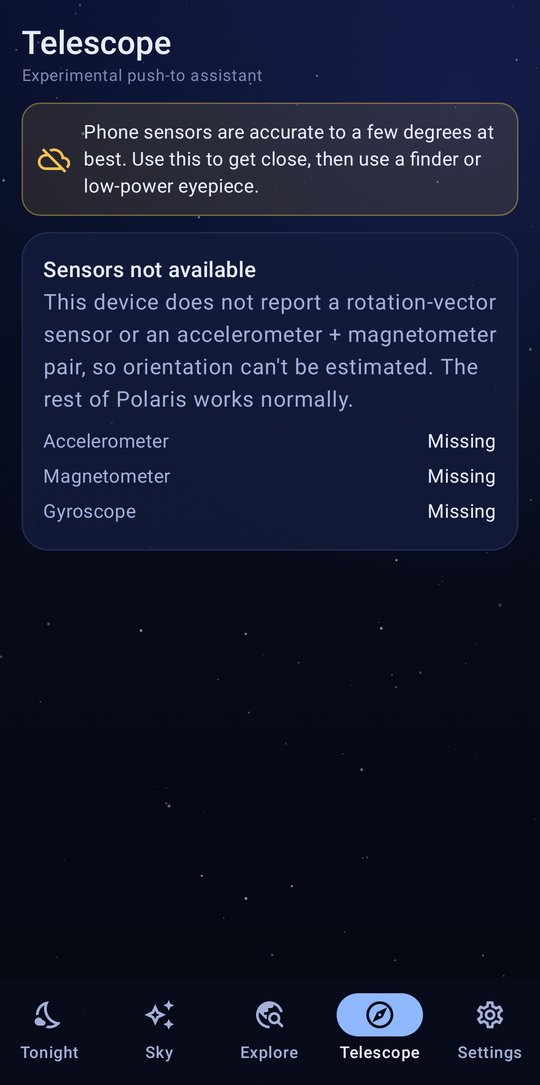 Telescope
Experimental push-to assistant
Phone sensors are accurate to a few degrees at
best. Use this to get close, then use a finder or
low-power eyepiece.
Sensors not available
This device does not report a rotation-vector
sensor or an accelerometer + magnetometer
pair, so orientation can't be estimated. The
rest of Polaris works normally.
Accelerometer Missing
Magnetometer Missing
Gyroscope Missing
Tonight Sky Explore Telescope Settings